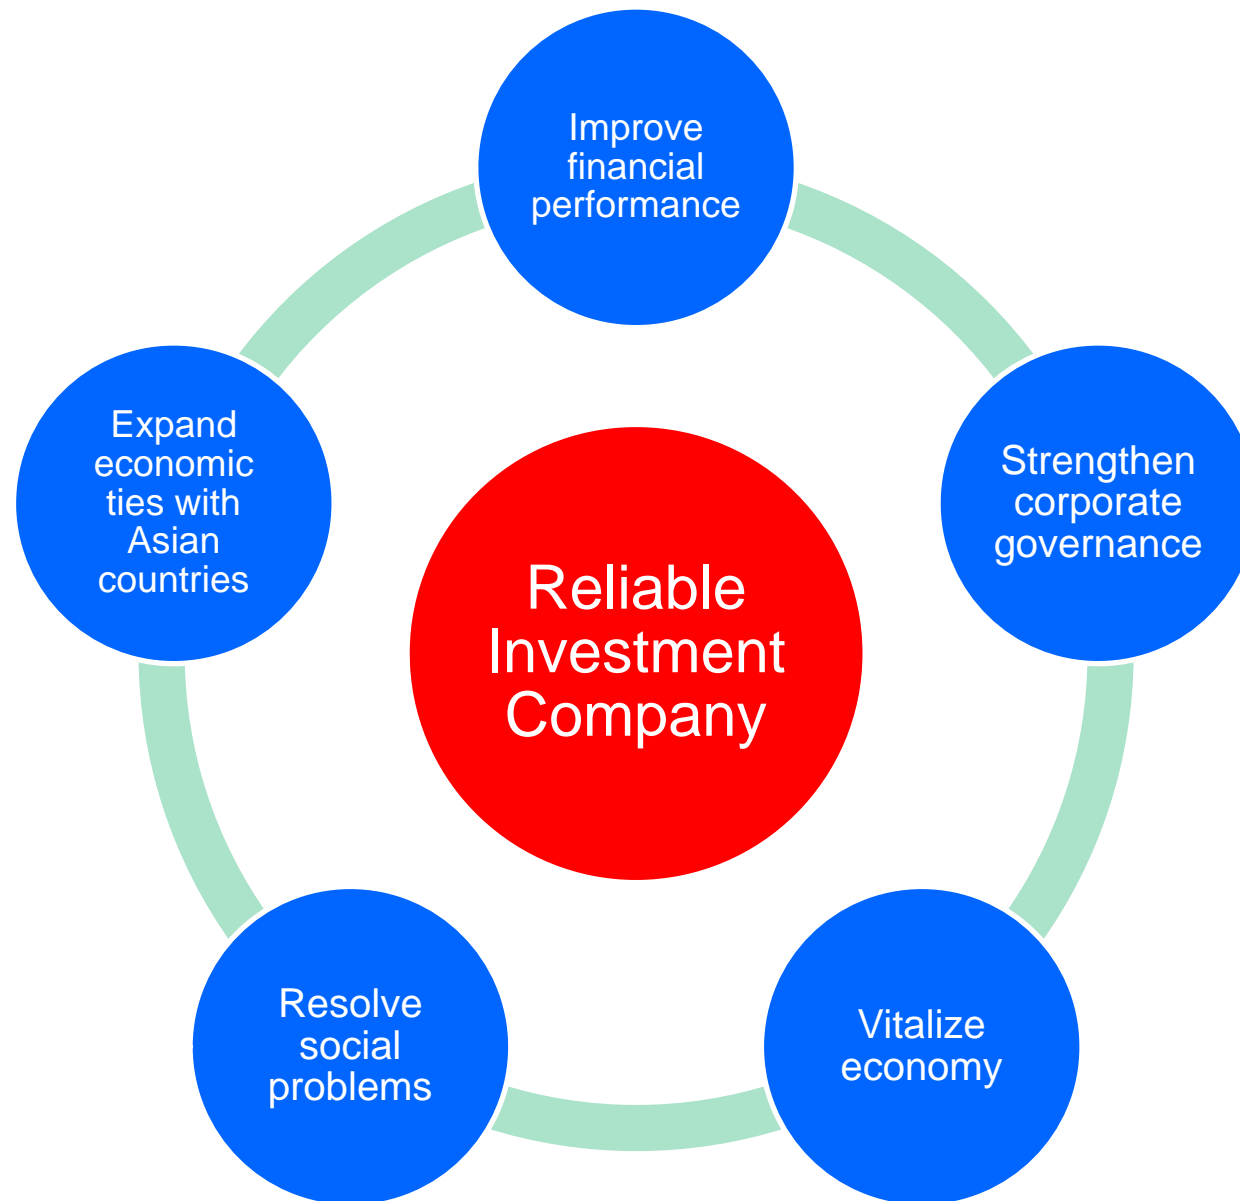 Improve
financial
performance
Expand
economic
ties with
Asian
countries
Strengthen
corporate
governance
Reliable
Investment
Company
Resolve
social
problems
Vitalize
economy